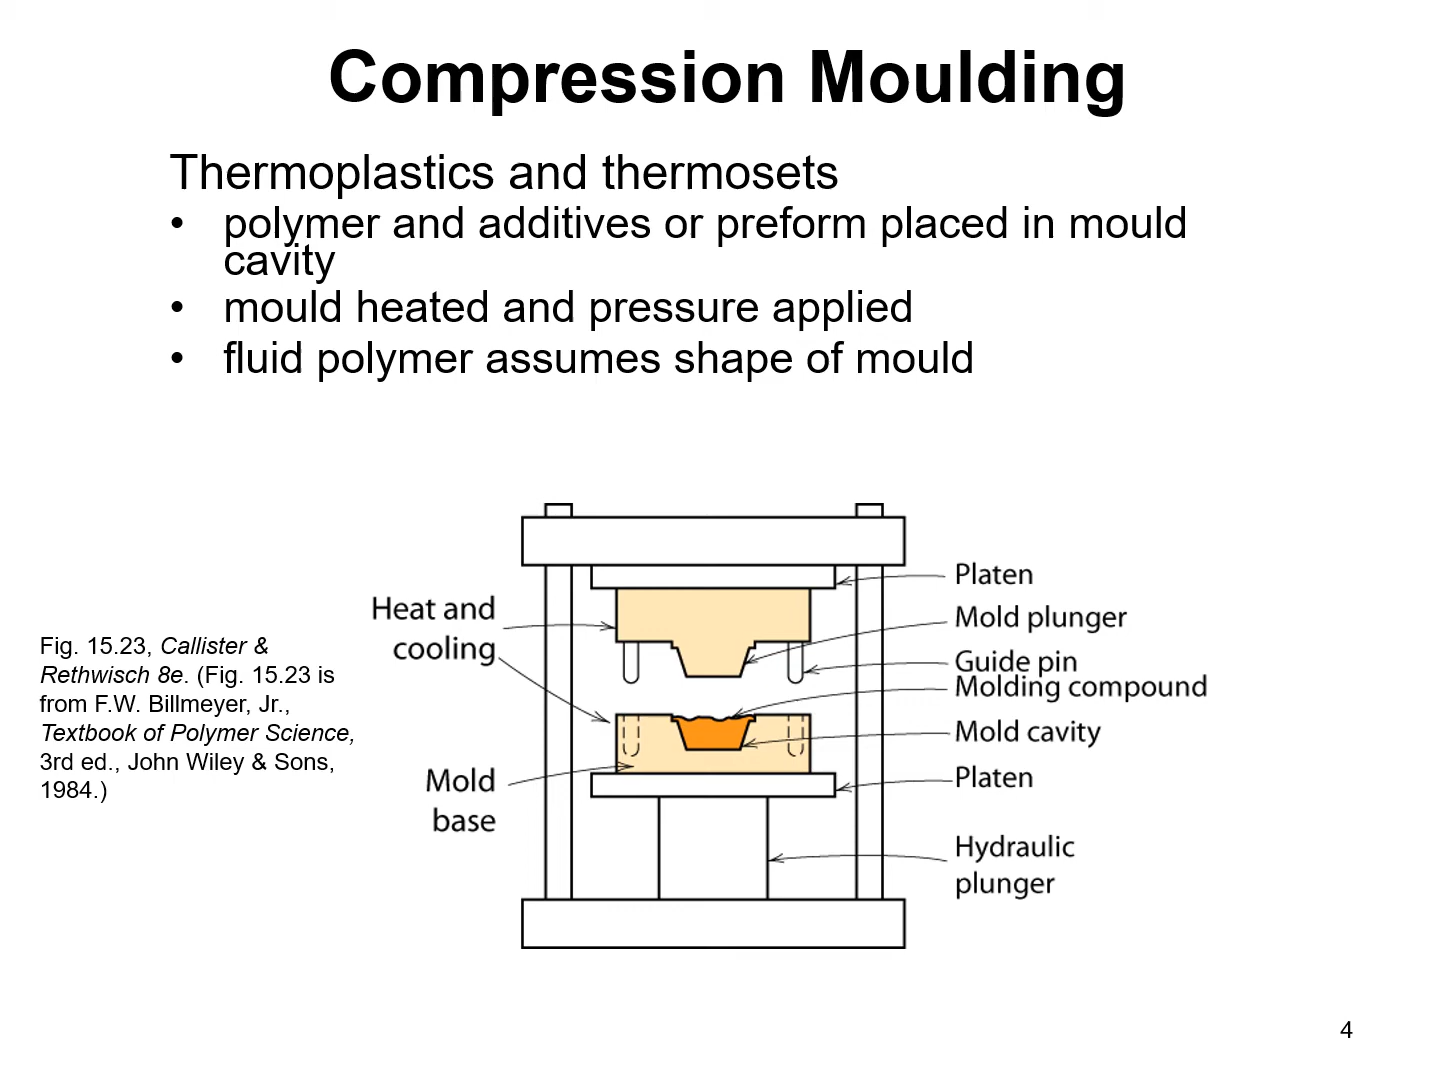 Compression Moulding
Thermoplastics and thermosets
• polymer and additives or preform placed in mould
cavity
• mould heated and pressure applied
• fluid polymer assumes shape of mould
Fig. 15.23, Callister &
Rethwisch 8e. (Fig. 15.23 is
from F.W. Billmeyer, Jr.,
Textbook of Polymer Science,
3rd ed., John Wiley & Sons,
1984.)
Heat and
cooling
Mold
base
Platen
Mold plunger
Guide pin
Molding compound
Mold cavity
Platen
Hydraulic
plunger
4